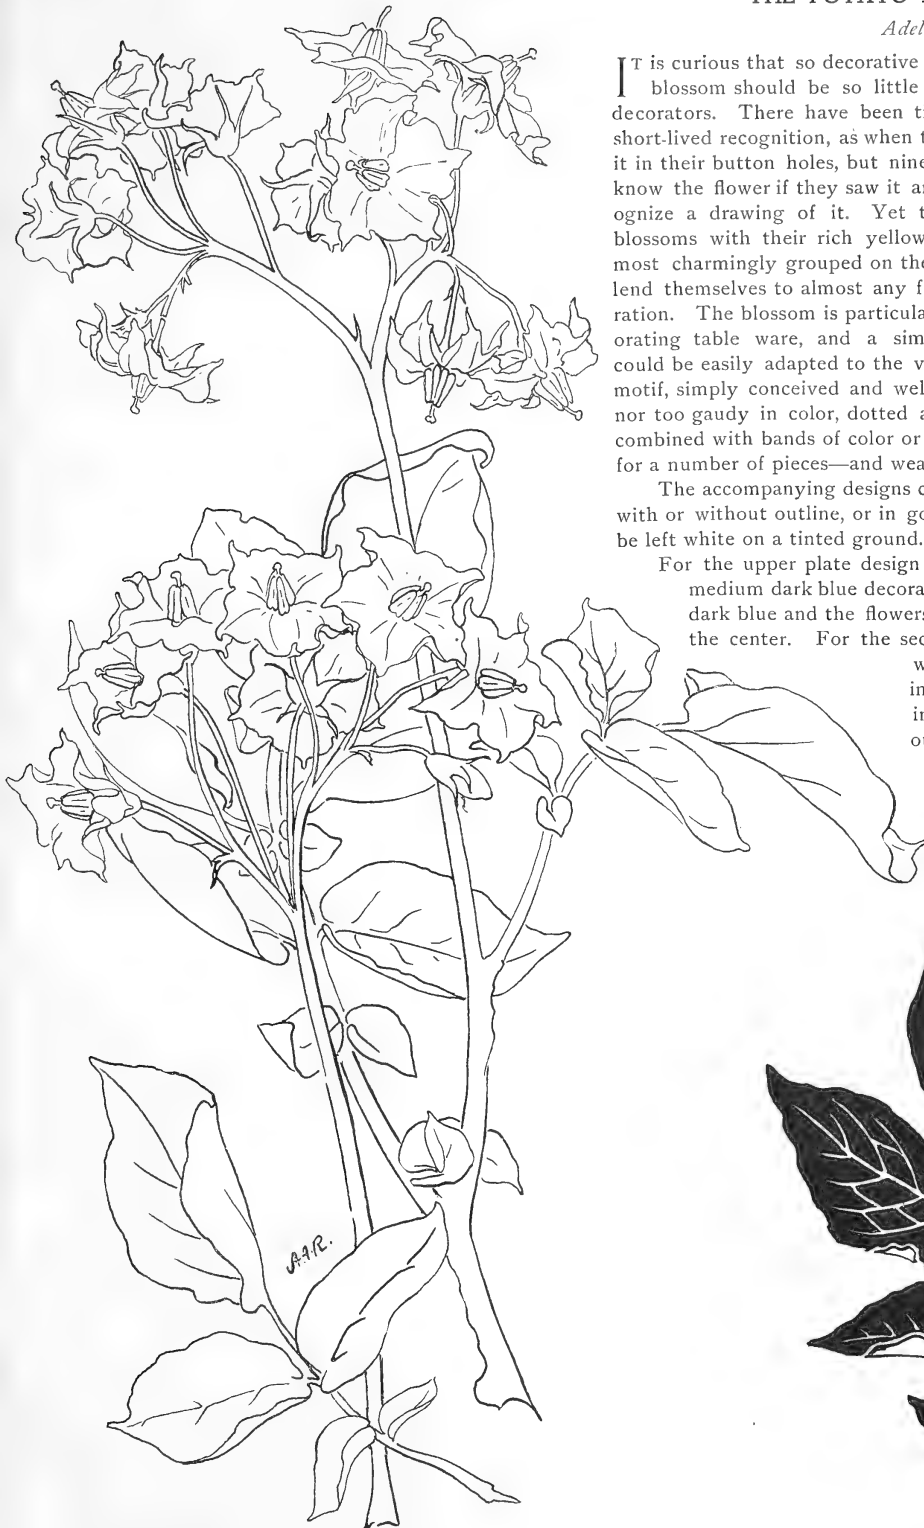 THE POTATO
Adel
IT is curious that so decorative
blossom should be so little
decorators. There have been t
short-lived recognition, as when t
it in their button holes, but nine
know the flower if they saw it a
ognize a drawing of it. Yet t
blossoms with their rich yellow
most charmingly grouped on the
lend themselves to almost any f
ration. The blossom is particula
orating table ware, and a sim
could be easily adapted to the v
motif, simply conceived and wel
nor too gaudy in color, dotted a
combined with bands of color or
for a number of pieces—and wea
The accompanying designs c
with or without outline, or in go
be left white on a tinted ground.
For the upper plate design
medium dark blue decora
dark blue and the flowers
the center. For the sec
w
in
in
o
A.F.R.